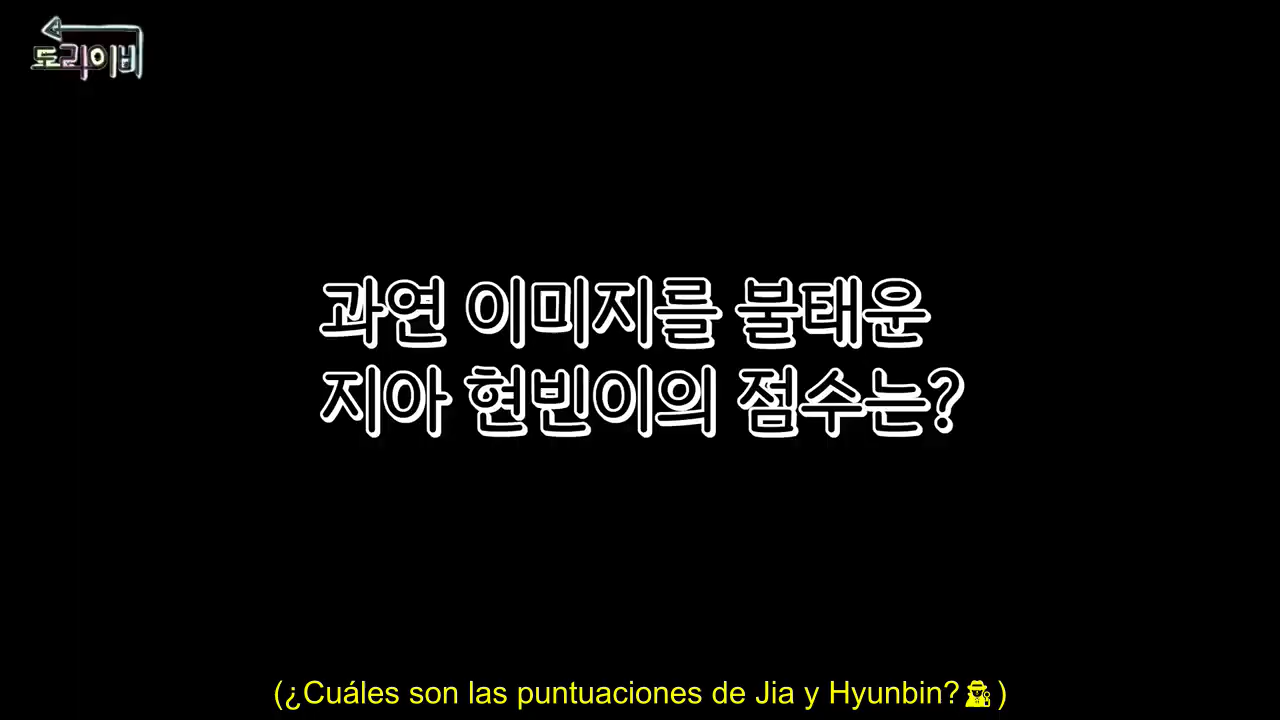 도라이버
과연 이미지를 불태운
지아 현빈이의 점수는?
(¿Cuáles son las puntuaciones de Jia y Hyunbin?🕵)